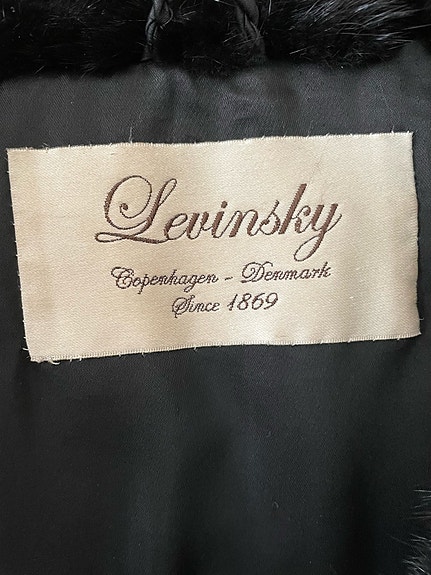 Levinsky
Copenhagen - Denmark
Since 1869